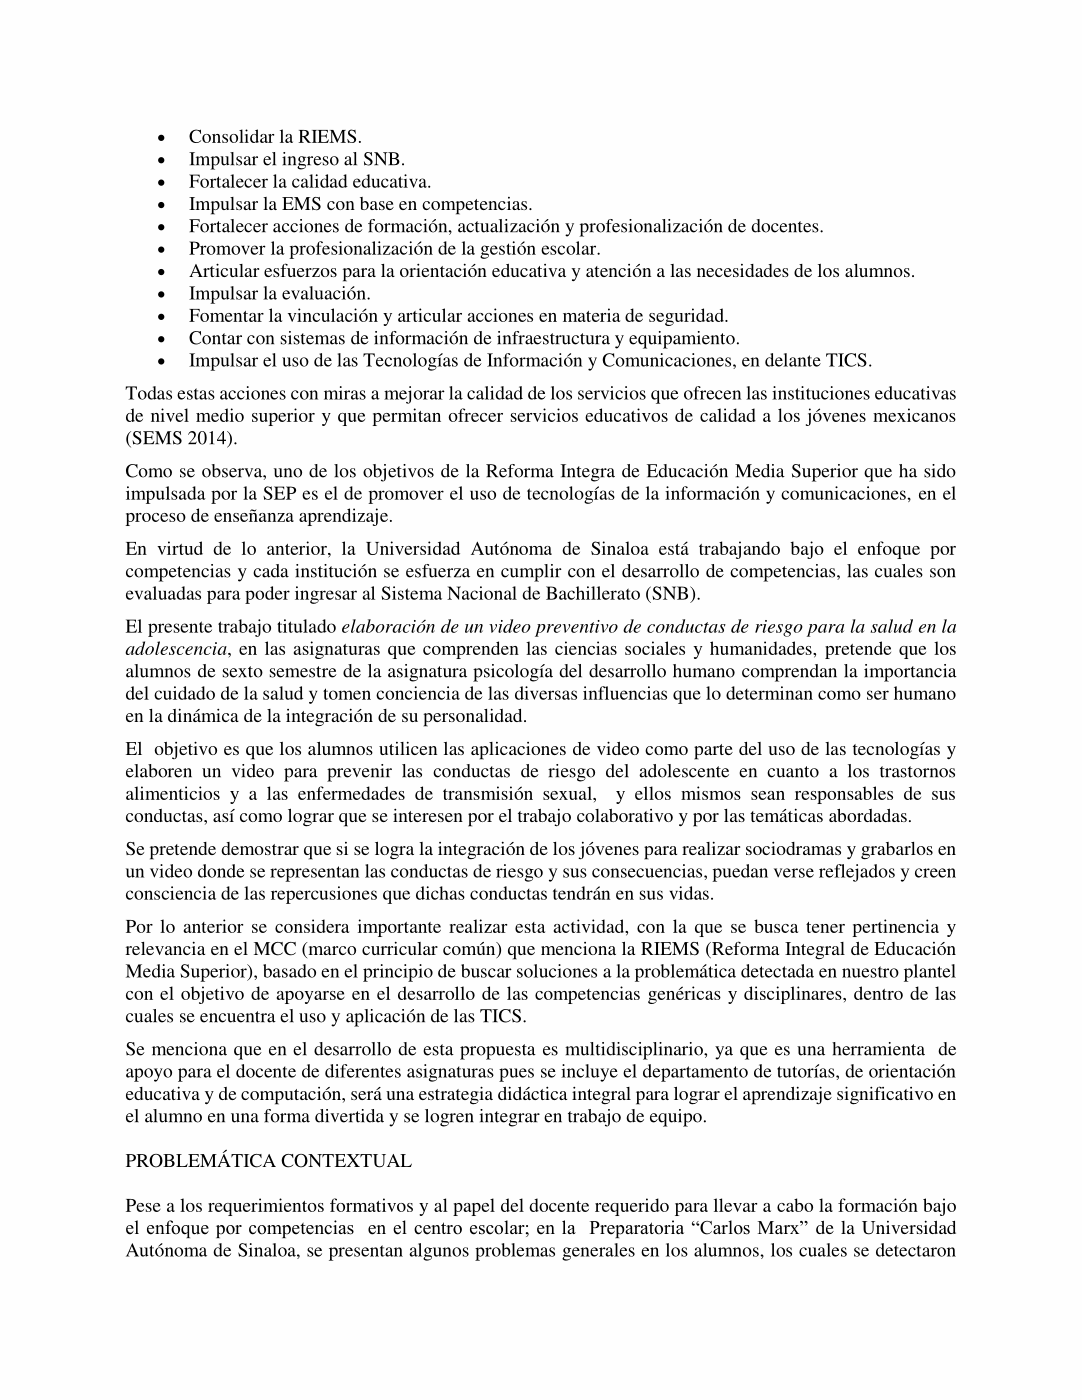 • Consolidar la RIEMS.
• Impulsar el ingreso al SNB.
• Fortalecer la calidad educativa.
• Impulsar la EMS con base en competencias.
• Fortalecer acciones de formación, actualización y profesionalización de docentes.
• Promover la profesionalización de la gestión escolar.
• Articular esfuerzos para la orientación educativa y atención a las necesidades de los alumnos.
• Impulsar la evaluación.
• Fomentar la vinculación y articular acciones en materia de seguridad.
• Contar con sistemas de información de infraestructura y equipamiento.
• Impulsar el uso de las Tecnologías de Información y Comunicaciones, en delante TICS.
Todas estas acciones con miras a mejorar la calidad de los servicios que ofrecen las instituciones educativas
de nivel medio superior y que permitan ofrecer servicios educativos de calidad a los jóvenes mexicanos
(SEMS 2014).
Como se observa, uno de los objetivos de la Reforma Integra de Educación Media Superior que ha sido
impulsada por la SEP es el de promover el uso de tecnologías de la información y comunicaciones, en el
proceso de enseñanza aprendizaje.
En virtud de lo anterior, la Universidad Autónoma de Sinaloa está trabajando bajo el enfoque por
competencias y cada institución se esfuerza en cumplir con el desarrollo de competencias, las cuales son
evaluadas para poder ingresar al Sistema Nacional de Bachillerato (SNB).
El presente trabajo titulado elaboración de un video preventivo de conductas de riesgo para la salud en la
adolescencia, en las asignaturas que comprenden las ciencias sociales y humanidades, pretende que los
alumnos de sexto semestre de la asignatura psicología del desarrollo humano comprendan la importancia
del cuidado de la salud y tomen conciencia de las diversas influencias que lo determinan como ser humano
en la dinámica de la integración de su personalidad.
El  objetivo es que los alumnos utilicen las aplicaciones de video como parte del uso de las tecnologías y
elaboren un video para prevenir las conductas de riesgo del adolescente en cuanto a los trastornos
alimenticios y a las enfermedades de transmisión sexual,  y ellos mismos sean responsables de sus
conductas, así como lograr que se interesen por el trabajo colaborativo y por las temáticas abordadas.
Se pretende demostrar que si se logra la integración de los jóvenes para realizar sociodramas y grabarlos en
un video donde se representan las conductas de riesgo y sus consecuencias, puedan verse reflejados y creen
consciencia de las repercusiones que dichas conductas tendrán en sus vidas.
Por lo anterior se considera importante realizar esta actividad, con la que se busca tener pertinencia y
relevancia en el MCC (marco curricular común) que menciona la RIEMS (Reforma Integral de Educación
Media Superior), basado en el principio de buscar soluciones a la problemática detectada en nuestro plantel
con el objetivo de apoyarse en el desarrollo de las competencias genéricas y disciplinares, dentro de las
cuales se encuentra el uso y aplicación de las TICS.
Se menciona que en el desarrollo de esta propuesta es multidisciplinario, ya que es una herramienta  de
apoyo para el docente de diferentes asignaturas pues se incluye el departamento de tutorías, de orientación
educativa y de computación, será una estrategia didáctica integral para lograr el aprendizaje significativo en
el alumno en una forma divertida y se logren integrar en trabajo de equipo.
PROBLEMÁTICA CONTEXTUAL
Pese a los requerimientos formativos y al papel del docente requerido para llevar a cabo la formación bajo
el enfoque por competencias  en el centro escolar; en la  Preparatoria “Carlos Marx” de la Universidad
Autónoma de Sinaloa, se presentan algunos problemas generales en los alumnos, los cuales se detectaron